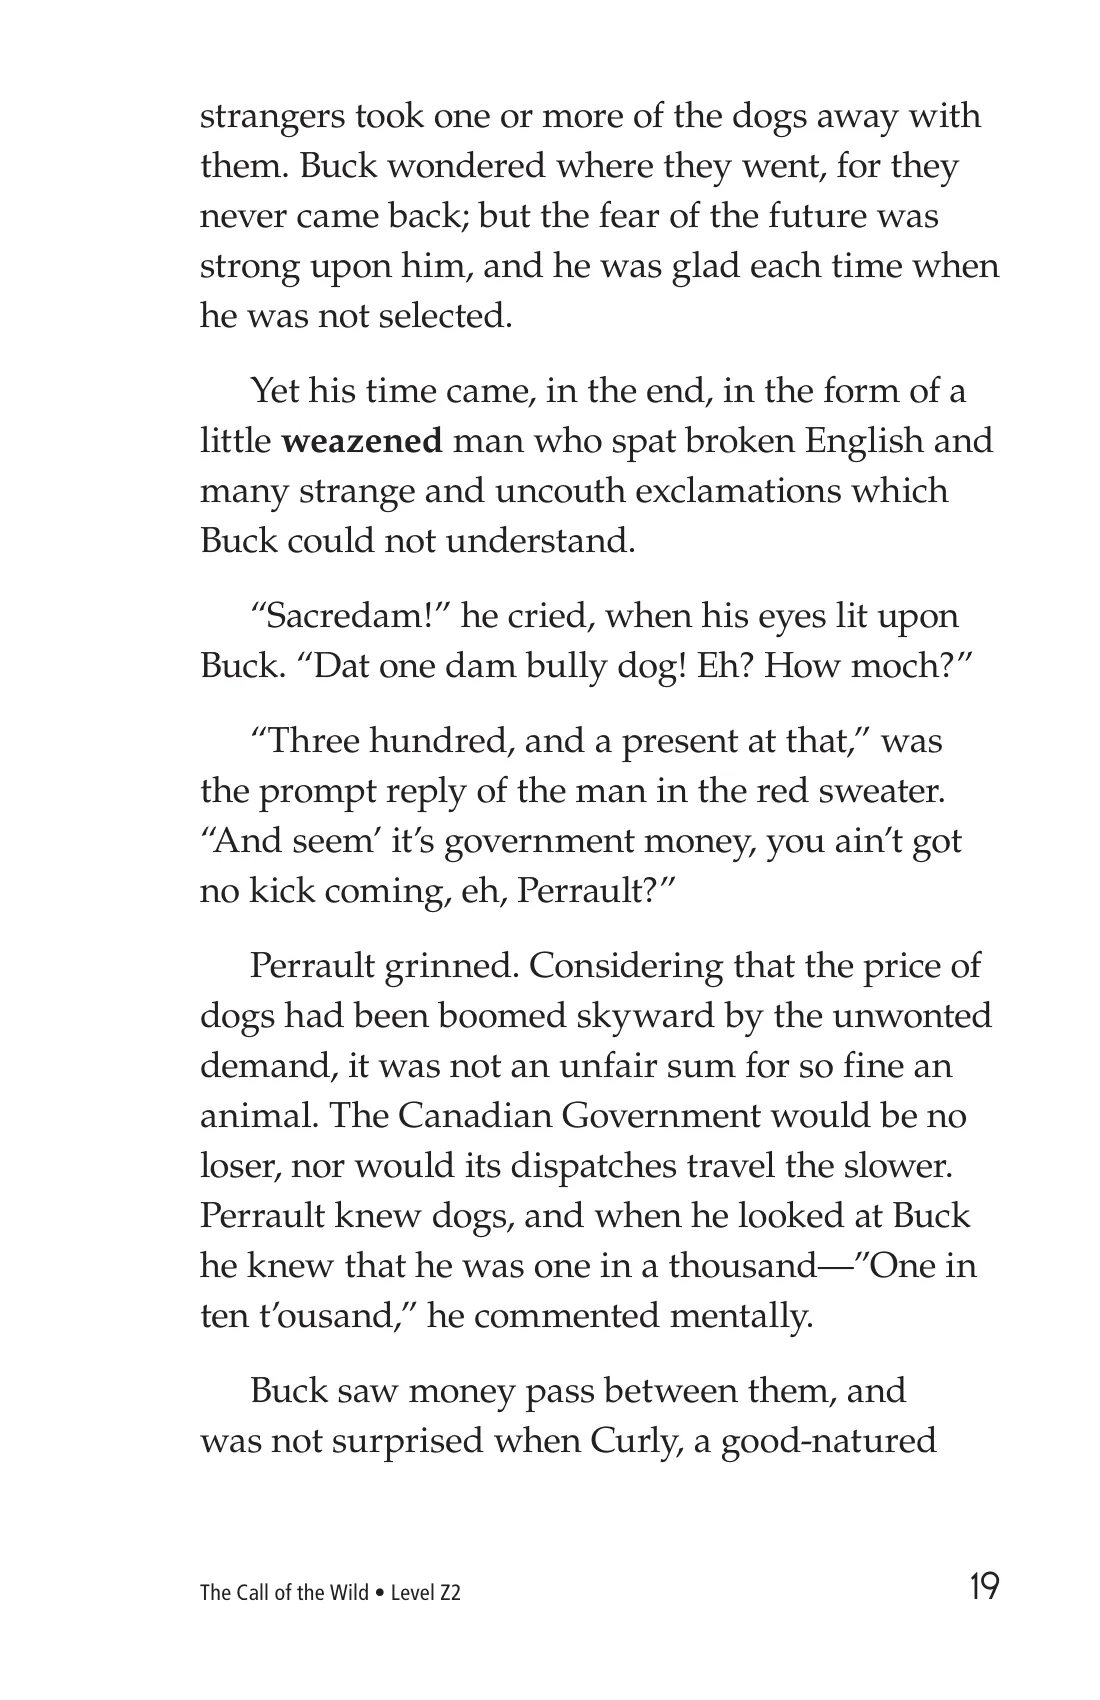 strangers took one or more of the dogs away with
them. Buck wondered where they went, for they
never came back; but the fear of the future was
strong upon him, and he was glad each time when
he was not selected.
Yet his time came, in the end, in the form of a
little weazened man who spat broken English and
many strange and uncouth exclamations which
Buck could not understand.
“Sacredam!” he cried, when his eyes lit upon
Buck. “Dat one dam bully dog! Eh? How moch?”
“Three hundred, and a present at that,” was
the prompt reply of the man in the red sweater.
“And seem’ it’s government money, you ain’t got
no kick coming, eh, Perrault?”
Perrault grinned. Considering that the price of
dogs had been boomed skyward by the unwonted
demand, it was not an unfair sum for so fine an
animal. The Canadian Government would be no
loser, nor would its dispatches travel the slower.
Perrault knew dogs, and when he looked at Buck
he knew that he was one in a thousand—”One in
ten t’ousand,” he commented mentally.
Buck saw money pass between them, and
was not surprised when Curly, a good-natured
The Call of the Wild • Level Z2 19